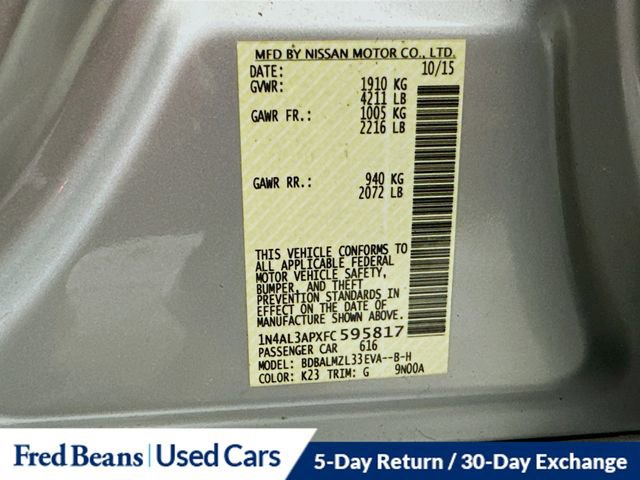 MFD BY NISSAN MOTOR CO., LTD.
DATE: 10/15
GVWR: 1910 KG
4211 LB
GAWR FR.: 1005 KG
2216 LB
GAWR RR.: 940 KG
2072 LB
THIS VEHICLE CONFORMS TO
ALL APPLICABLE FEDERAL
MOTOR VEHICLE SAFETY,
BUMPER, AND THEFT
PREVENTION STANDARDS IN
EFFECT ON THE DATE OF
MANUFACTURE SHOWN ABOVE.
1N4AL3APXFC595817
PASSENGER CAR 616
MODEL: BDBALMZL33EVA--B-H
COLOR: K23 TRIM: G 9N00A
Fred Beans | Used Cars
5-Day Return / 30-Day Exchange